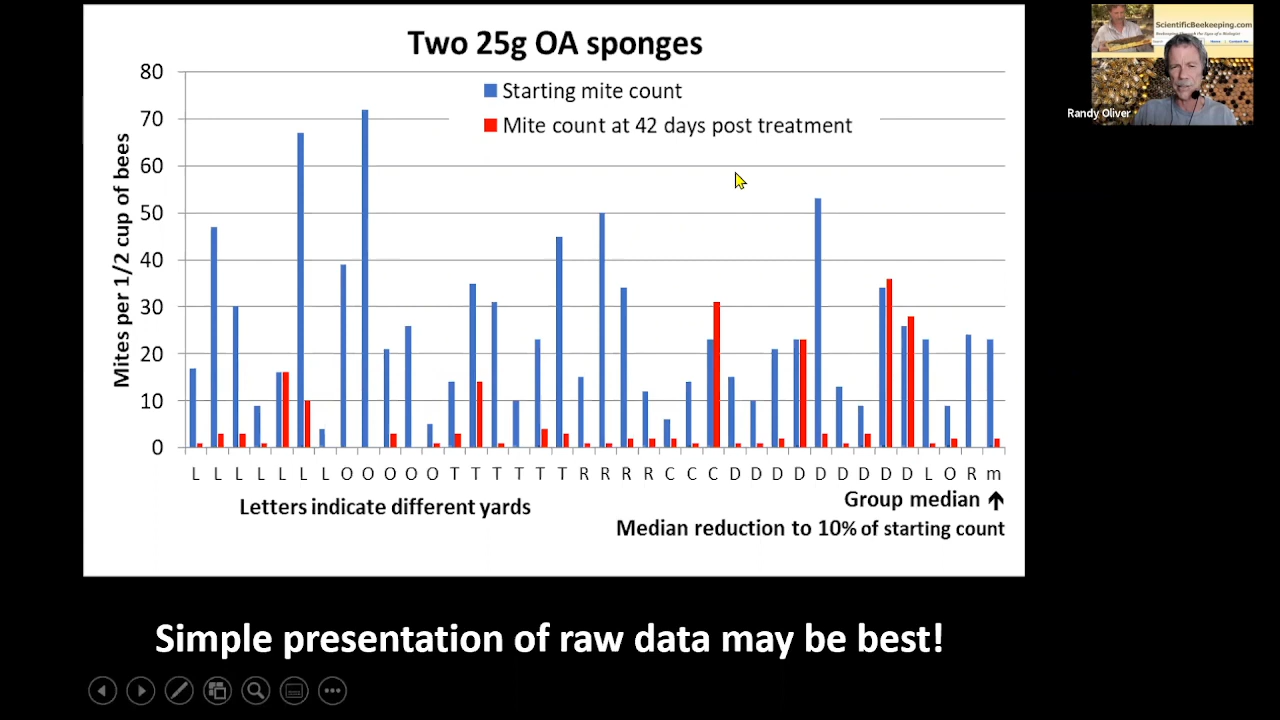 Two 25g OA sponges
Starting mite count
Mite count at 42 days post treatment
80
70
60
50
40
30
20
10
0
Mites per 1/2 cup of bees
L L L L L L L O O O O O T T T T T T R R R R C C C D D D D D D D D D L O R m
Letters indicate different yards
Group median ↑
Median reduction to 10% of starting count
Simple presentation of raw data may be best!
ScientificBeekeeping.com
Randy Oliver